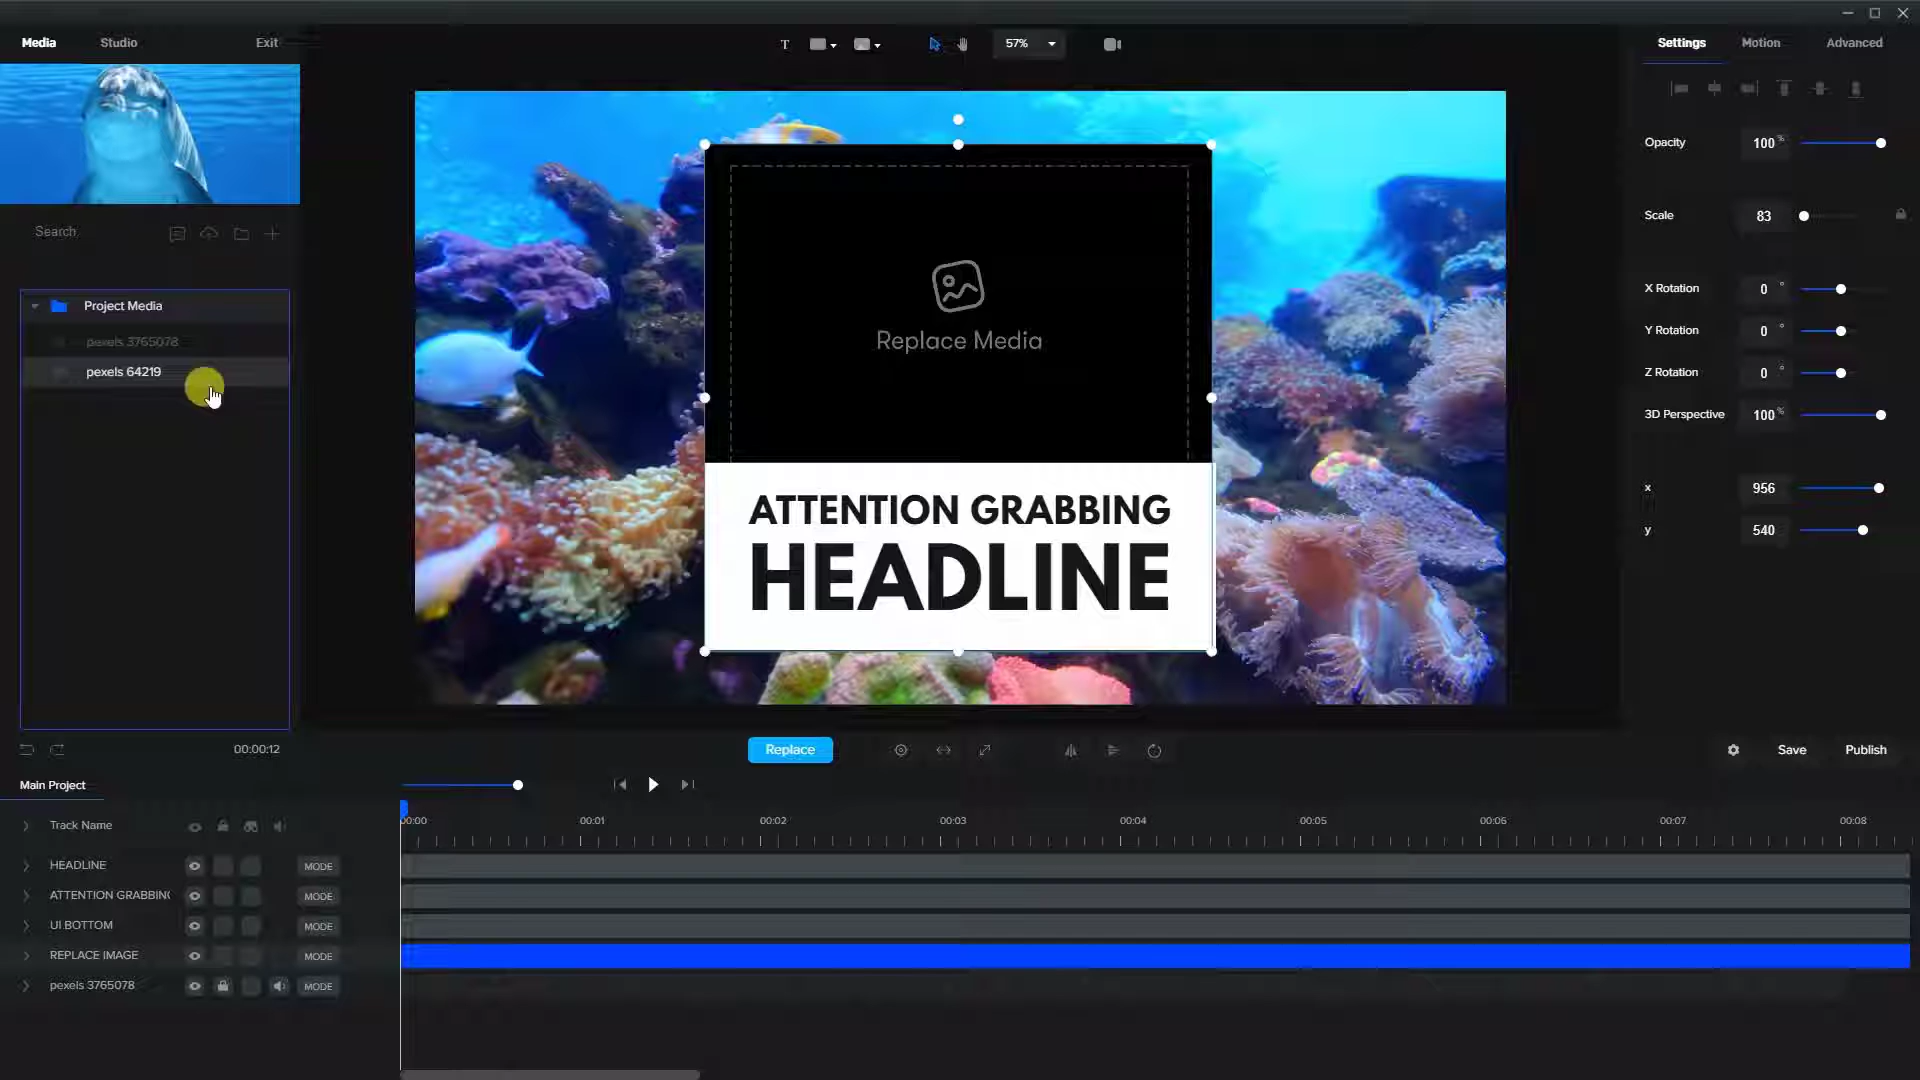 Media
Studio
Exit
T
57%
Settings
Motion
Advanced
Search
Project Media
pexels 3765078
pexels 64219
Replace Media
ATTENTION GRABBING
HEADLINE
Opacity
100 %
Scale
83
X Rotation
0 °
Y Rotation
0 °
Z Rotation
0 °
3D Perspective
100 %
x
956
y
540
00:00:12
Replace
Save
Publish
Main Project
Track Name
00:00
00:01
00:02
00:03
00:04
00:05
00:06
00:07
00:08
HEADLINE
MODE
ATTENTION GRABBING
MODE
UI BOTTOM
MODE
REPLACE IMAGE
MODE
pexels 3765078
MODE